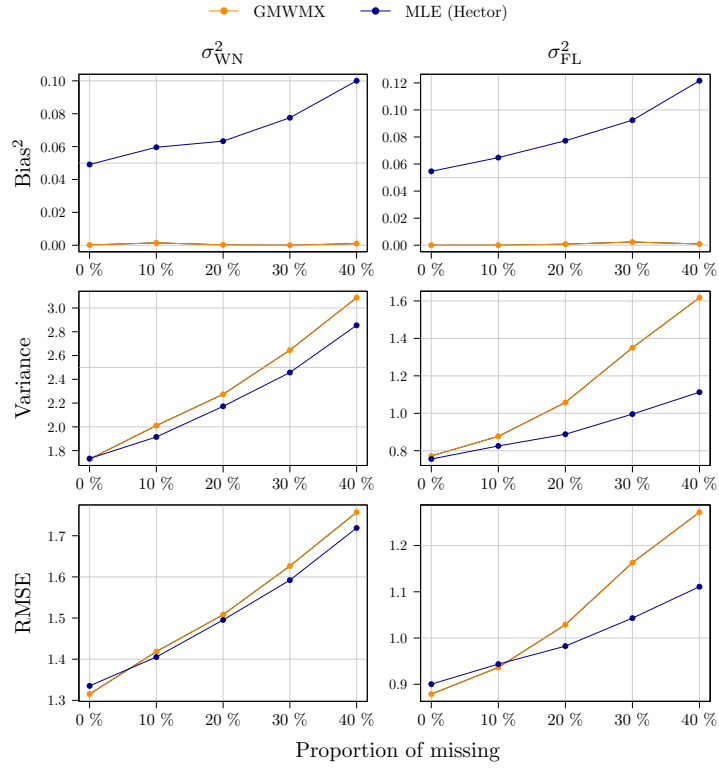 GMWMX MLE (Hector)
σ²_WN σ²_FL
Bias²
0.10
0.08
0.06
0.04
0.02
0.00
0 % 10 % 20 % 30 % 40 %
0.12
0.10
0.08
0.06
0.04
0.02
0.00
0 % 10 % 20 % 30 % 40 %
Variance
3.0
2.8
2.6
2.4
2.2
2.0
1.8
0 % 10 % 20 % 30 % 40 %
1.6
1.4
1.2
1.0
0.8
0 % 10 % 20 % 30 % 40 %
RMSE
1.7
1.6
1.5
1.4
1.3
0 % 10 % 20 % 30 % 40 %
1.2
1.1
1.0
0.9
0 % 10 % 20 % 30 % 40 %
Proportion of missing